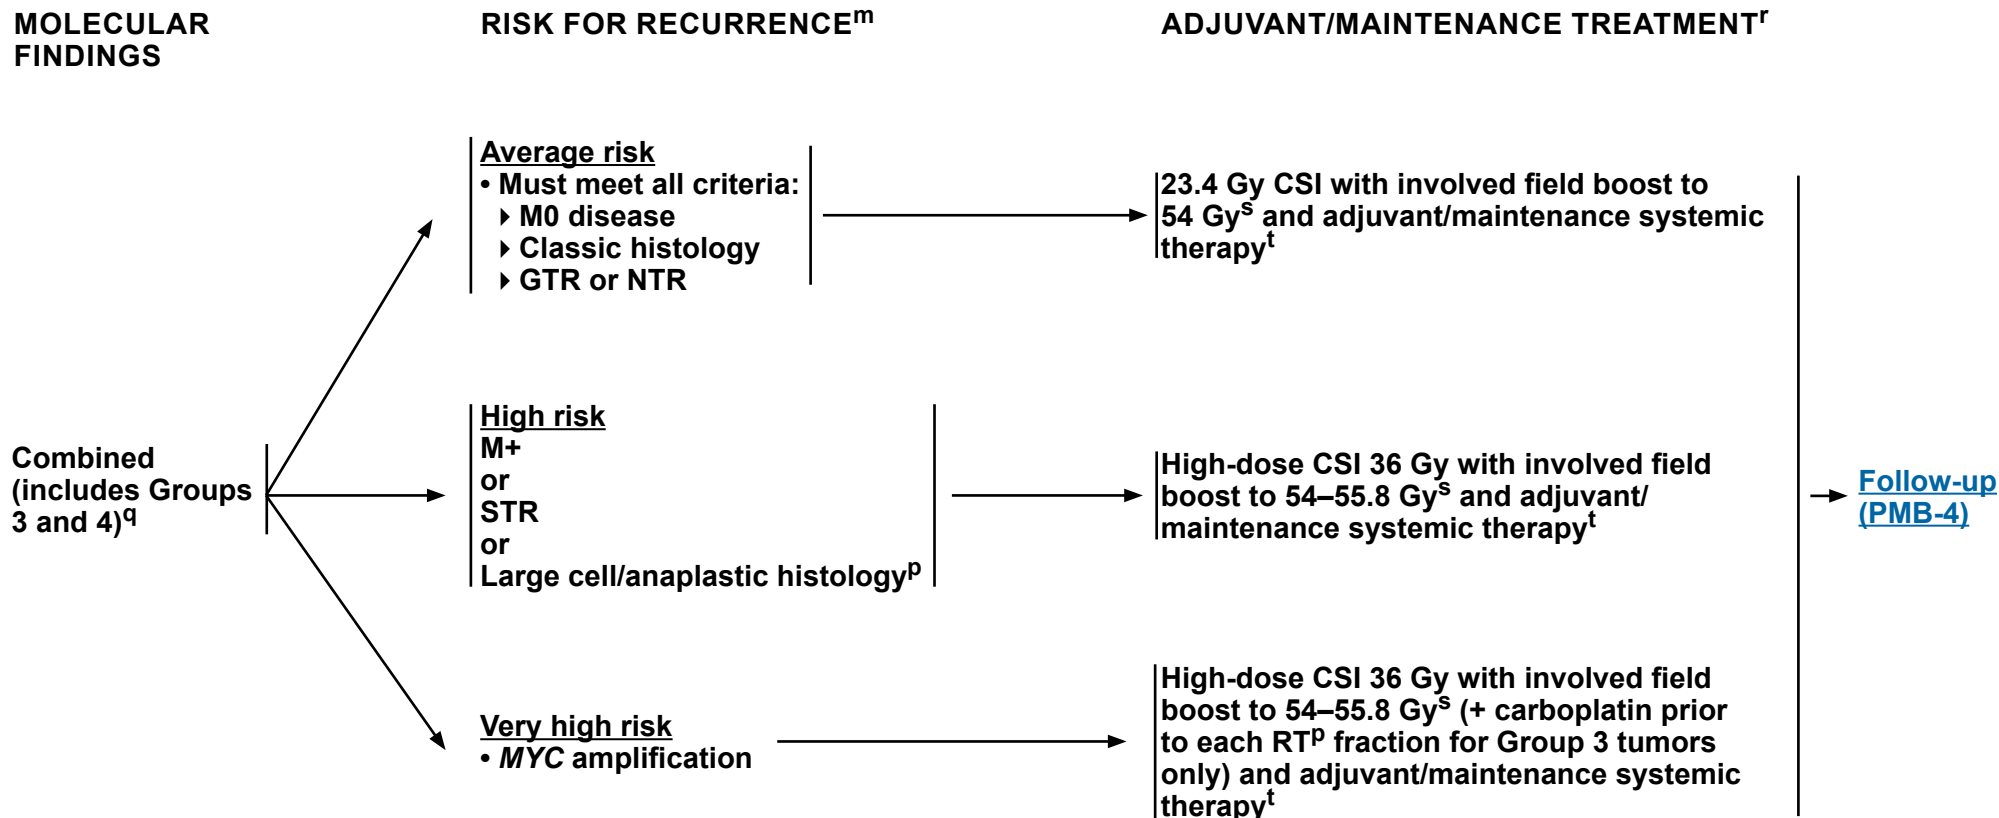 MOLECULAR
FINDINGS
RISK FOR RECURRENCEᵐ
ADJUVANT/MAINTENANCE TREATMENTʳ
Combined
(includes Groups
3 and 4)q
Average risk
• Must meet all criteria:
▸ M0 disease
▸ Classic histology
▸ GTR or NTR
23.4 Gy CSI with involved field boost to
54 Gyˢ and adjuvant/maintenance systemic
therapyᵗ
High risk
M+
or
STR
or
Large cell/anaplastic histologyᵖ
High-dose CSI 36 Gy with involved field
boost to 54–55.8 Gyˢ and adjuvant/
maintenance systemic therapyᵗ
Very high risk
• MYC amplification
High-dose CSI 36 Gy with involved field
boost to 54–55.8 Gyˢ (+ carboplatin prior
to each RTᵖ fraction for Group 3 tumors
only) and adjuvant/maintenance systemic
therapyᵗ
Follow-up
(PMB-4)